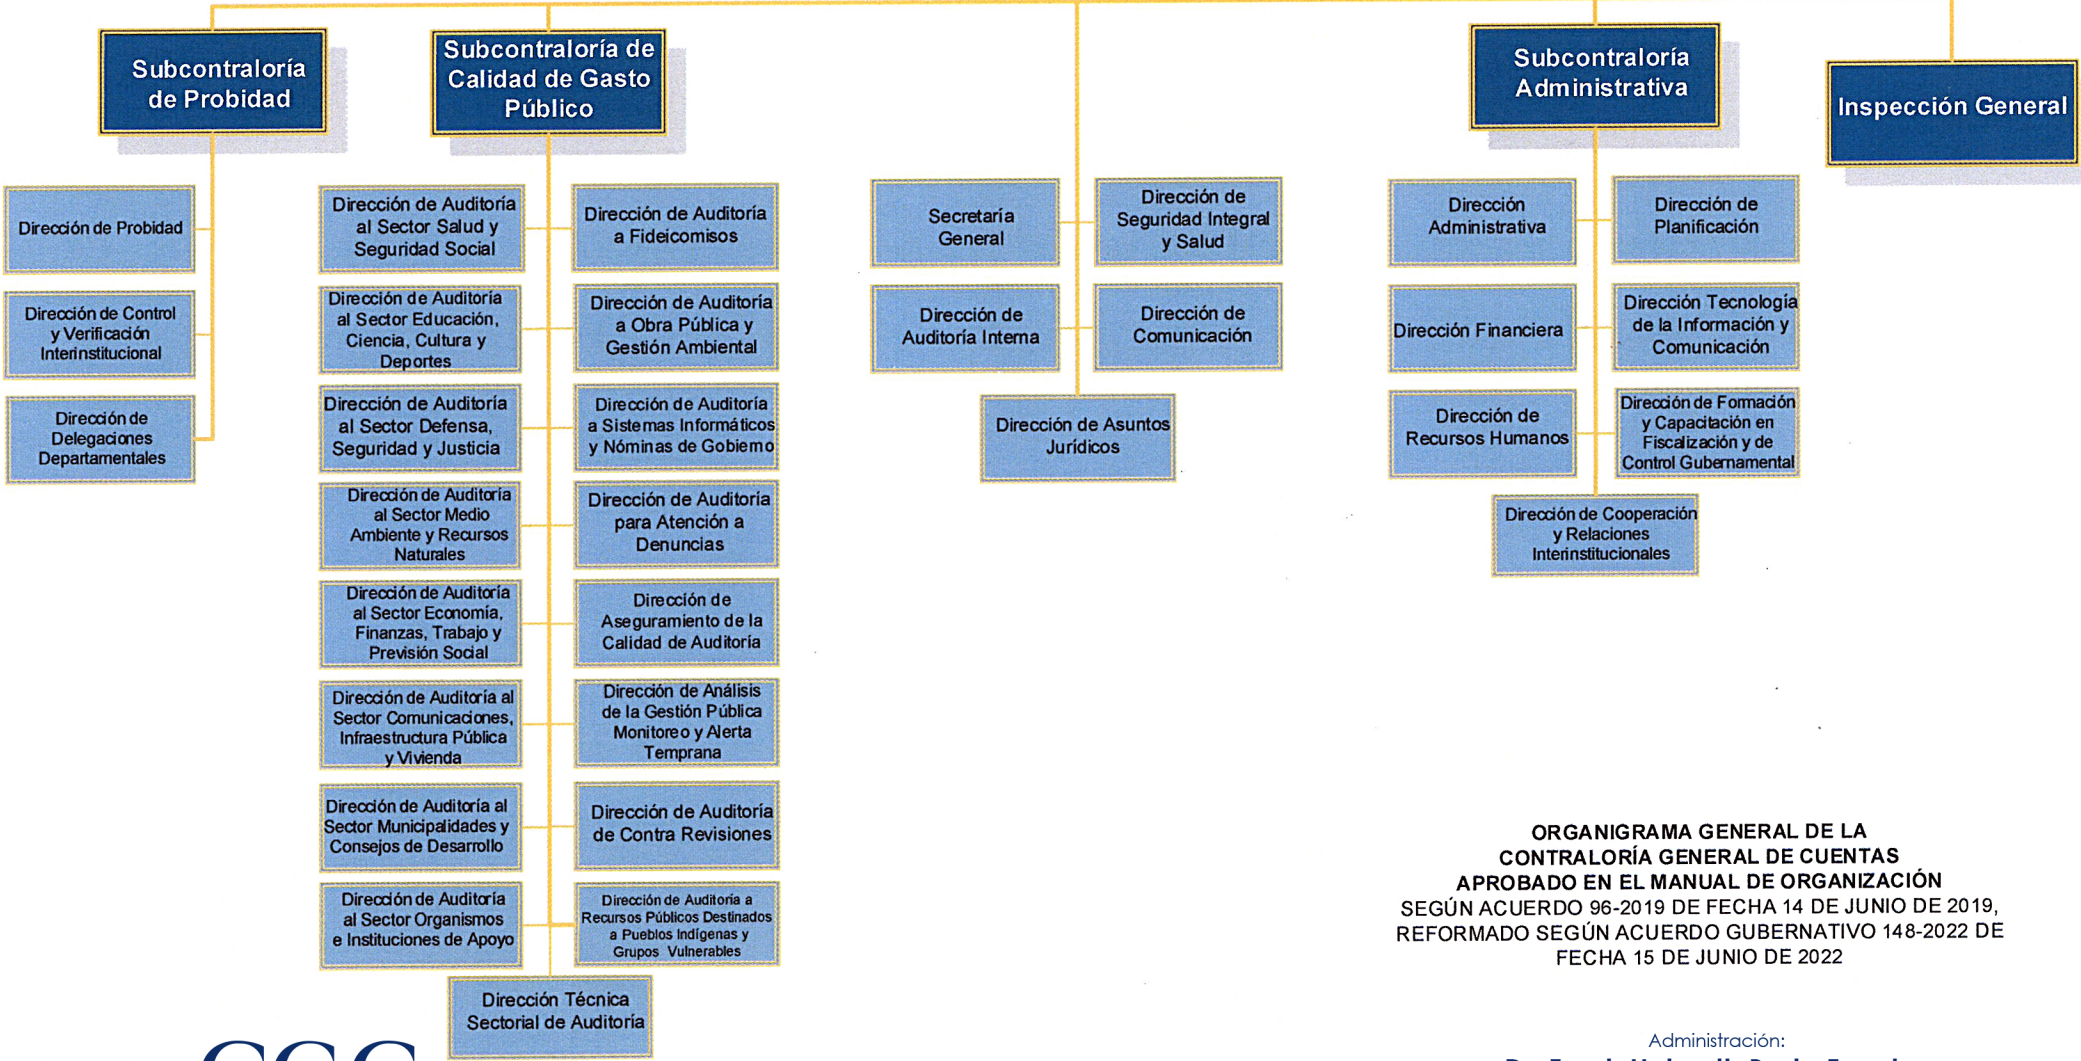 Subcontraloría
de Probidad
Subcontraloría de
Calidad de Gasto
Público
Subcontraloría
Administrativa
Inspección General
Dirección de Probidad
Dirección de Control
y Verificación
Interinstitucional
Dirección de
Delegaciones
Departamentales
Dirección de Auditoría
al Sector Salud y
Seguridad Social
Dirección de Auditoría
a Fideicomisos
Dirección de Auditoría
al Sector Educación,
Ciencia, Cultura y
Deportes
Dirección de Auditoría
a Obra Pública y
Gestión Ambiental
Dirección de Auditoría
al Sector Defensa,
Seguridad y Justicia
Dirección de Auditoría
a Sistemas Informáticos
y Nóminas de Gobierno
Dirección de Auditoría
al Sector Medio
Ambiente y Recursos
Naturales
Dirección de Auditoría
para Atención a
Denuncias
Dirección de Auditoría
al Sector Economía,
Finanzas, Trabajo y
Previsión Social
Dirección de
Aseguramiento de la
Calidad de Auditoría
Dirección de Auditoría al
Sector Comunicaciones,
Infraestructura Pública
y Vivienda
Dirección de Análisis
de la Gestión Pública
Monitoreo y Alerta
Temprana
Dirección de Auditoría al
Sector Municipalidades y
Consejos de Desarrollo
Dirección de Auditoría
de Contra Revisiones
Dirección de Auditoría
al Sector Organismos
e Instituciones de Apoyo
Dirección de Auditoría a
Recursos Públicos Destinados
a Pueblos Indígenas y
Grupos Vulnerables
Dirección Técnica
Sectorial de Auditoría
Secretaría
General
Dirección de
Seguridad Integral
y Salud
Dirección de
Auditoría Interna
Dirección de
Comunicación
Dirección de Asuntos
Jurídicos
Dirección
Administrativa
Dirección de
Planificación
Dirección Financiera
Dirección Tecnología
de la Información y
Comunicación
Dirección de
Recursos Humanos
Dirección de Formación
y Capacitación en
Fiscalización y de
Control Gubernamental
Dirección de Cooperación
y Relaciones
Interinstitucionales
ORGANIGRAMA GENERAL DE LA
CONTRALORÍA GENERAL DE CUENTAS
APROBADO EN EL MANUAL DE ORGANIZACIÓN
SEGÚN ACUERDO 96-2019 DE FECHA 14 DE JUNIO DE 2019,
REFORMADO SEGÚN ACUERDO GUBERNATIVO 148-2022 DE
FECHA 15 DE JUNIO DE 2022
Administración: